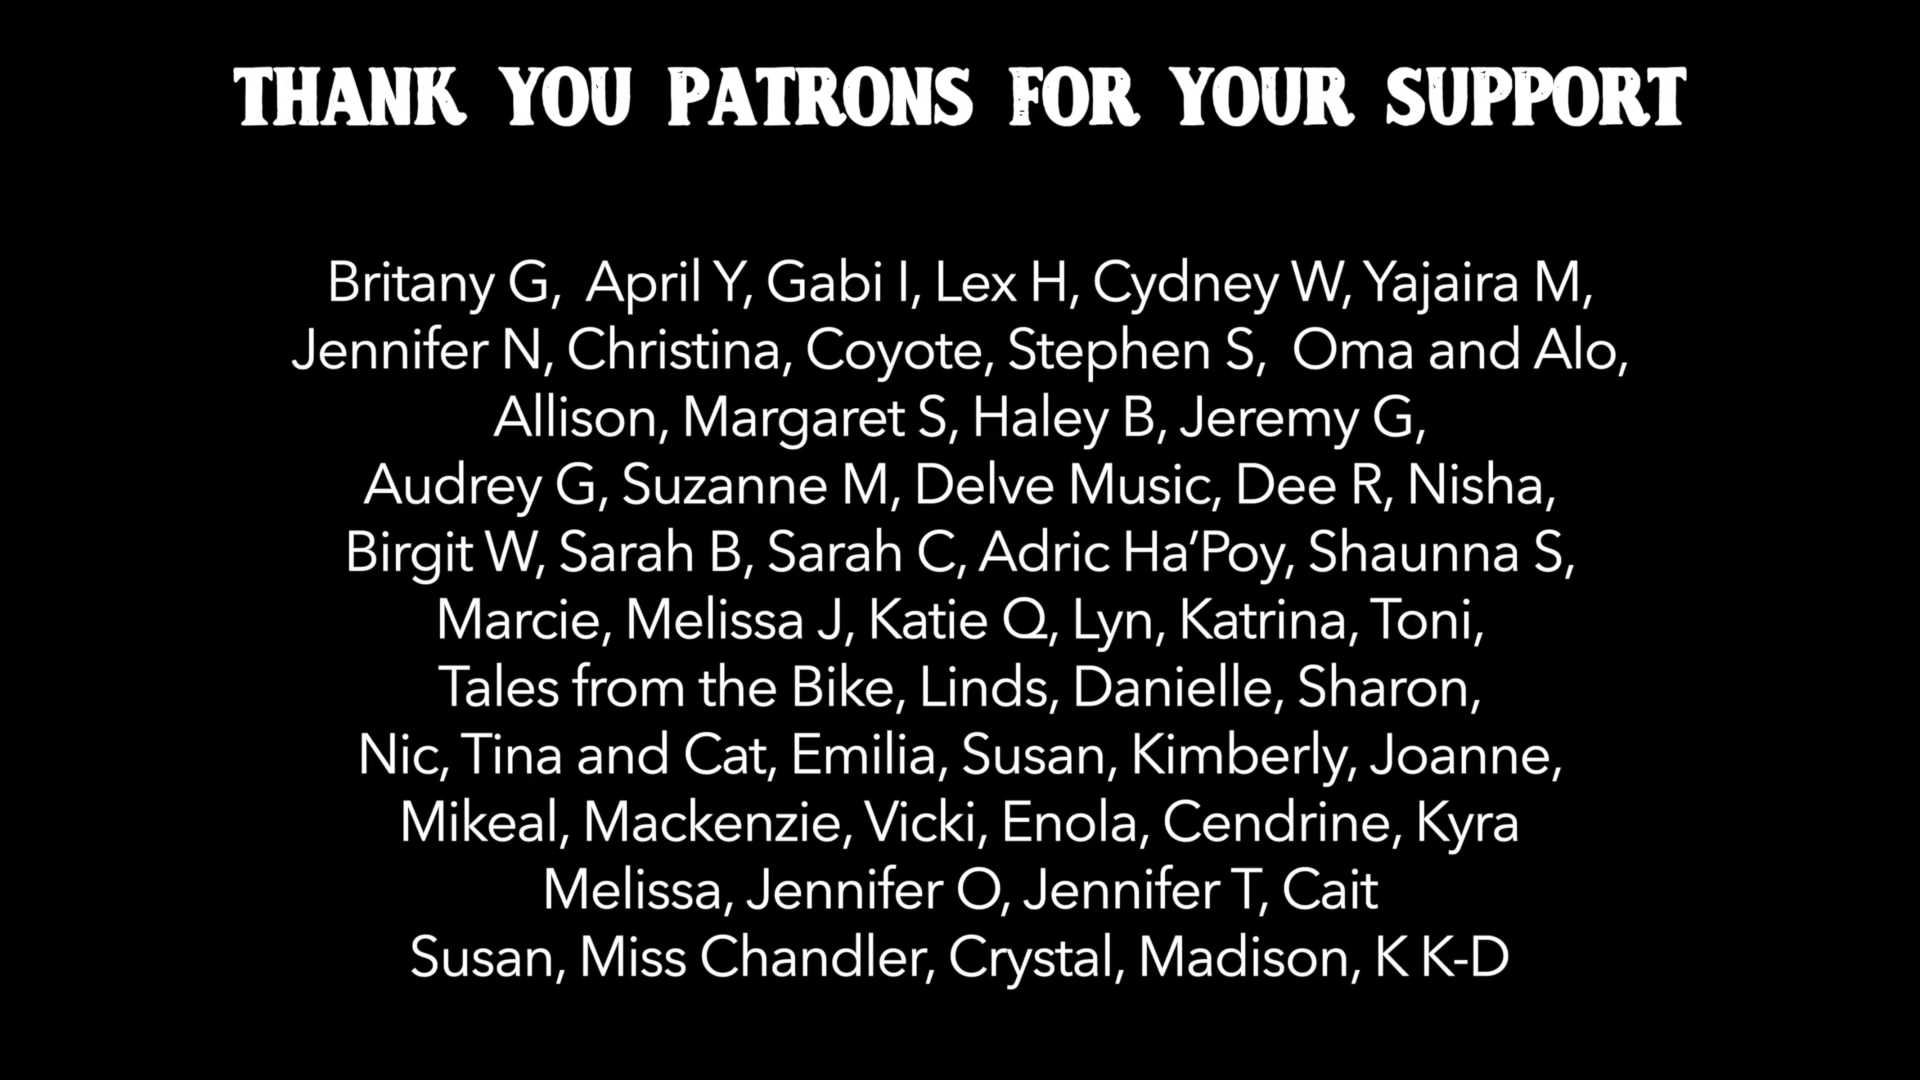 THANK YOU PATRONS FOR YOUR SUPPORT
Britany G,  April Y, Gabi I, Lex H, Cydney W, Yajaira M,
Jennifer N, Christina, Coyote, Stephen S,  Oma and Alo,
Allison, Margaret S, Haley B, Jeremy G,
Audrey G, Suzanne M, Delve Music, Dee R, Nisha,
Birgit W, Sarah B, Sarah C, Adric Ha’Poy, Shaunna S,
Marcie, Melissa J, Katie Q, Lyn, Katrina, Toni,
Tales from the Bike, Linds, Danielle, Sharon,
Nic, Tina and Cat, Emilia, Susan, Kimberly, Joanne,
Mikeal, Mackenzie, Vicki, Enola, Cendrine, Kyra
Melissa, Jennifer O, Jennifer T, Cait
Susan, Miss Chandler, Crystal, Madison, K K-D